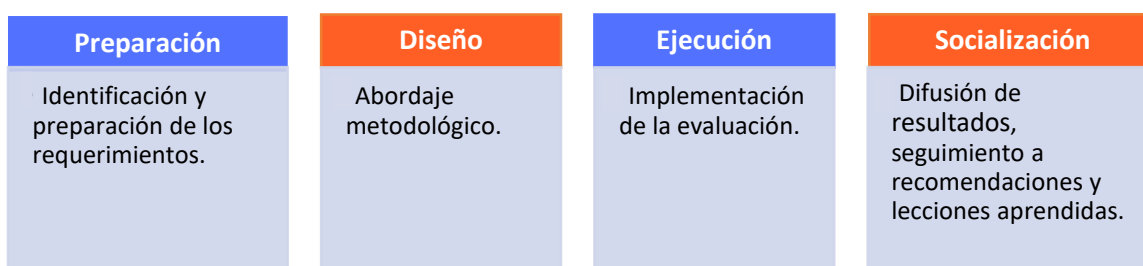 Preparación
Identificación y
preparación de los
requerimientos.
Diseño
Abordaje
metodológico.
Ejecución
Implementación
de la evaluación.
Socialización
Difusión de
resultados,
seguimiento a
recomendaciones y
lecciones aprendidas.